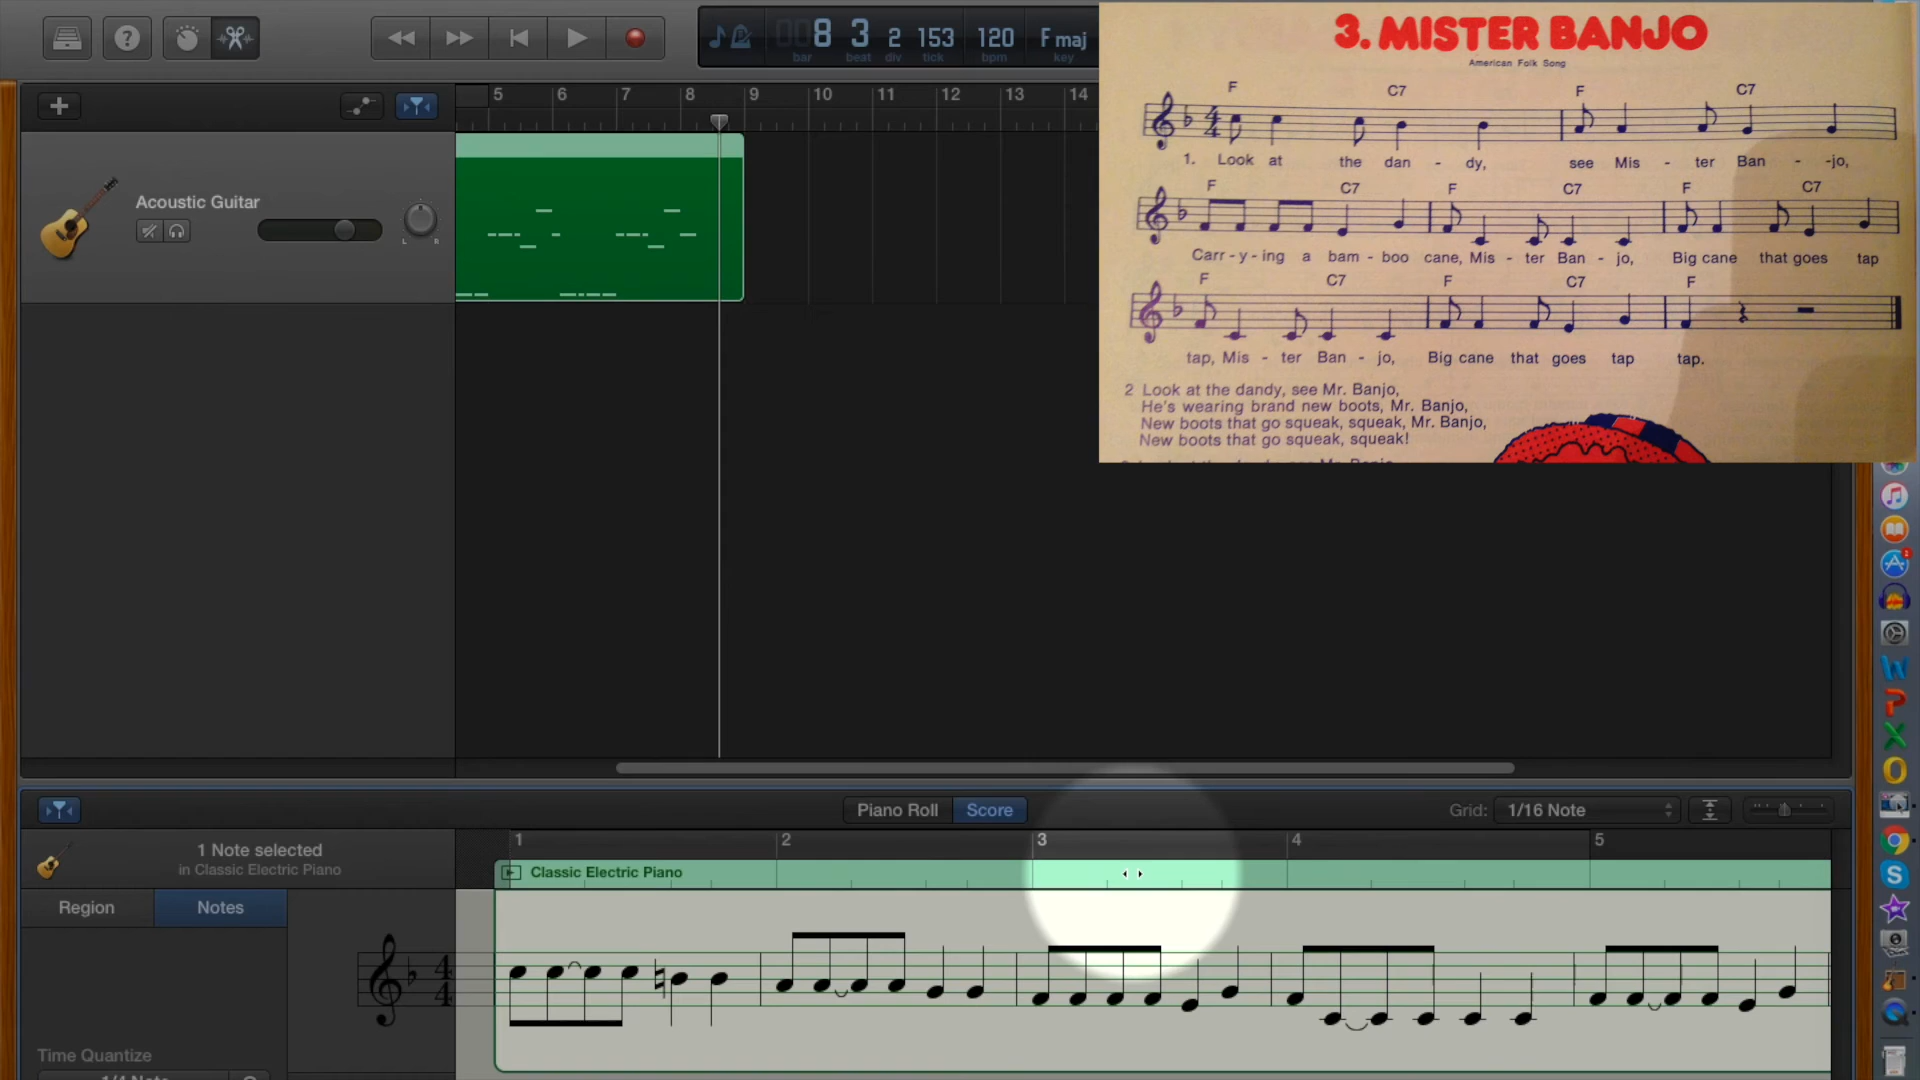 8 3 2 153 120 F maj
bar beat div tick bpm key
5 6 7 8 9 10 11 12 13 14
Acoustic Guitar
L R
3. MISTER BANJO
American Folk Song
F C7 F C7
1. Look at the dan - dy, see Mis - ter Ban - -jo,
F C7 F C7 F C7
Carr-y-ing a bam-boo cane, Mis - ter Ban - jo, Big cane that goes tap
F C7 F C7 F
tap, Mis - ter Ban - jo, Big cane that goes tap tap.
2 Look at the dandy, see Mr. Banjo,
He's wearing brand new boots, Mr. Banjo,
New boots that go squeak, squeak, Mr. Banjo,
New boots that go squeak, squeak!
Piano Roll Score
Grid: 1/16 Note
1 Note selected
in Classic Electric Piano
1 2 3 4 5
Classic Electric Piano
Region Notes
Time Quantize